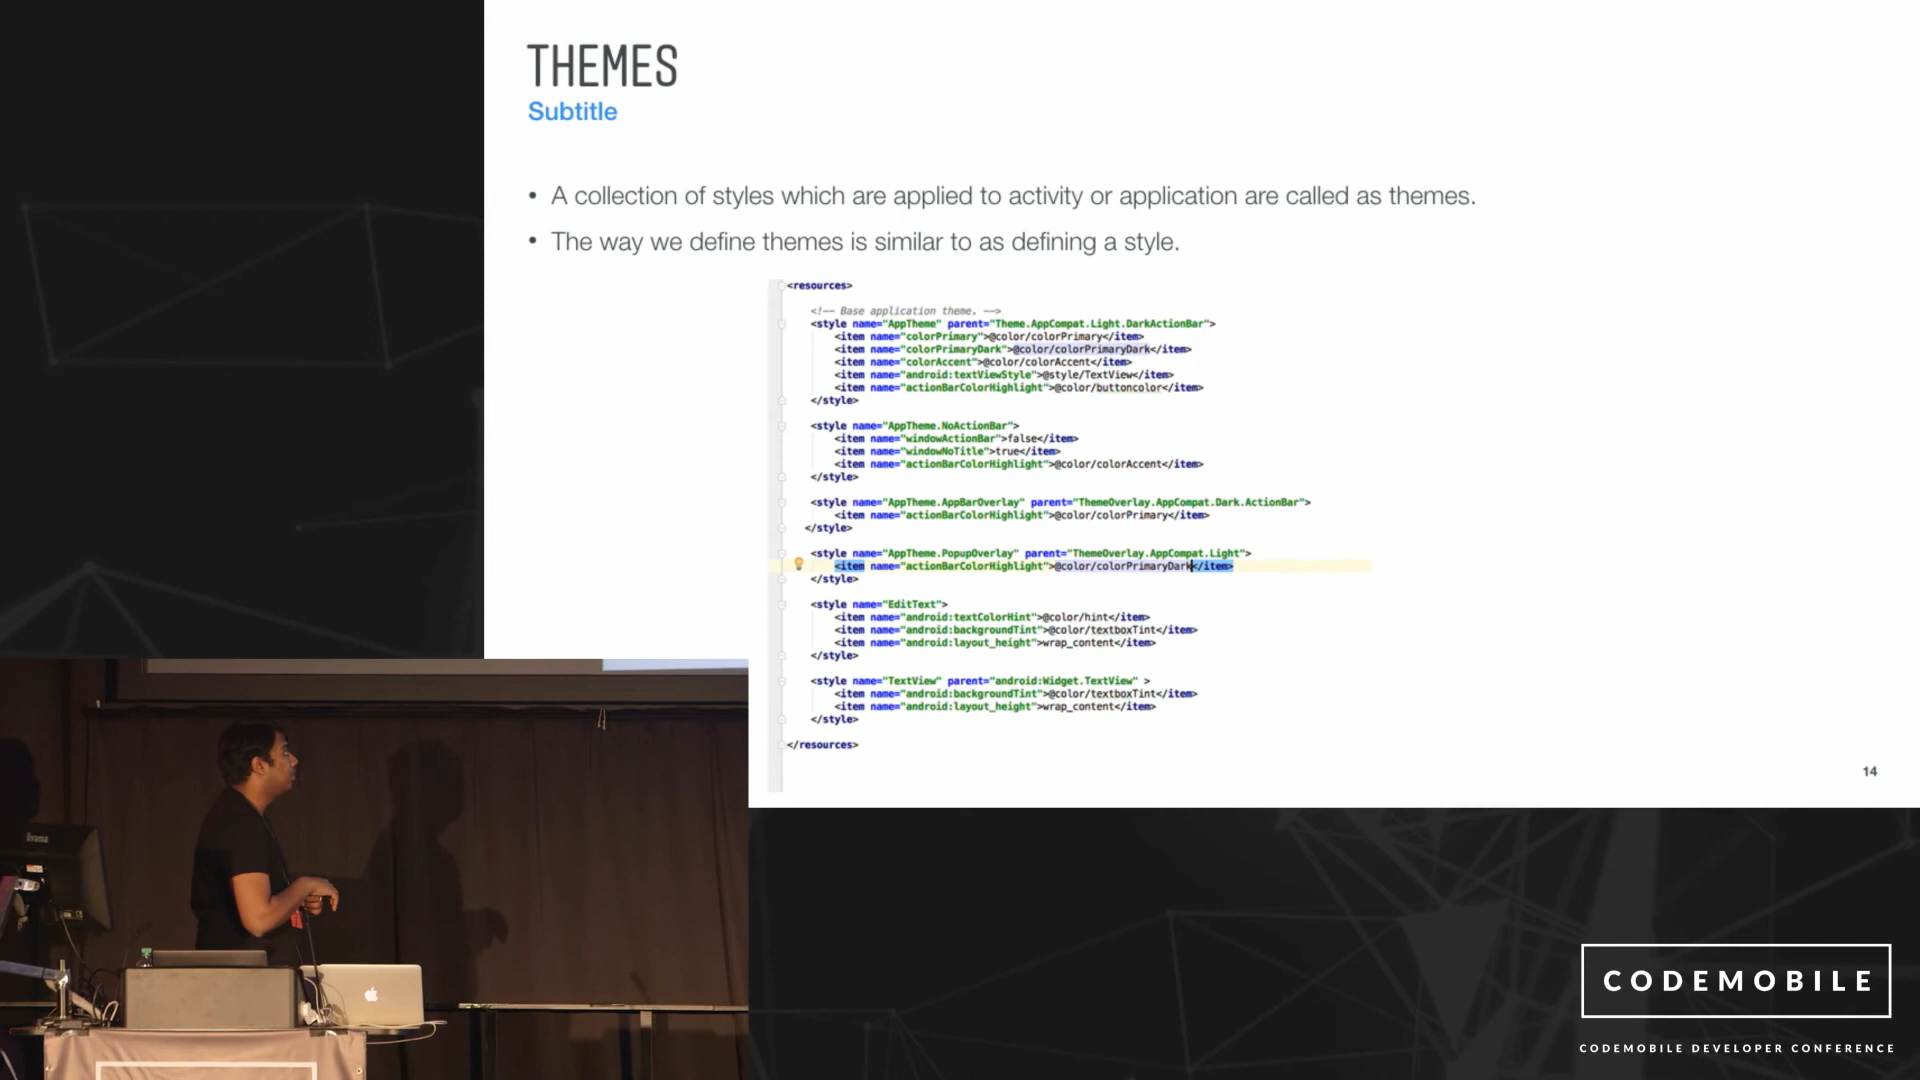 THEMES
Subtitle
• A collection of styles which are applied to activity or application are called as themes.
• The way we define themes is similar to as defining a style.
<resources>
<!-- Base application theme. -->
<style name="AppTheme" parent="Theme.AppCompat.Light.DarkActionBar">
<item name="colorPrimary">@color/colorPrimary</item>
<item name="colorPrimaryDark">@color/colorPrimaryDark</item>
<item name="colorAccent">@color/colorAccent</item>
<item name="android:textViewStyle">@style/TextView</item>
<item name="actionBarColorHighlight">@color/buttoncolor</item>
</style>
<style name="AppTheme.NoActionBar">
<item name="windowActionBar">false</item>
<item name="windowNoTitle">true</item>
<item name="actionBarColorHighlight">@color/colorAccent</item>
</style>
<style name="AppTheme.AppBarOverlay" parent="ThemeOverlay.AppCompat.Dark.ActionBar">
<item name="actionBarColorHighlight">@color/colorPrimary</item>
</style>
<style name="AppTheme.PopupOverlay" parent="ThemeOverlay.AppCompat.Light">
<item name="actionBarColorHighlight">@color/colorPrimaryDark</item>
</style>
<style name="EditText">
<item name="android:textColorHint">@color/hint</item>
<item name="android:backgroundTint">@color/textboxTint</item>
<item name="android:layout_height">wrap_content</item>
</style>
<style name="TextView" parent="android:Widget.TextView" >
<item name="android:backgroundTint">@color/textboxTint</item>
<item name="android:layout_height">wrap_content</item>
</style>
</resources>
14
iiyama
CODEMOBILE
CODEMOBILE DEVELOPER CONFERENCE